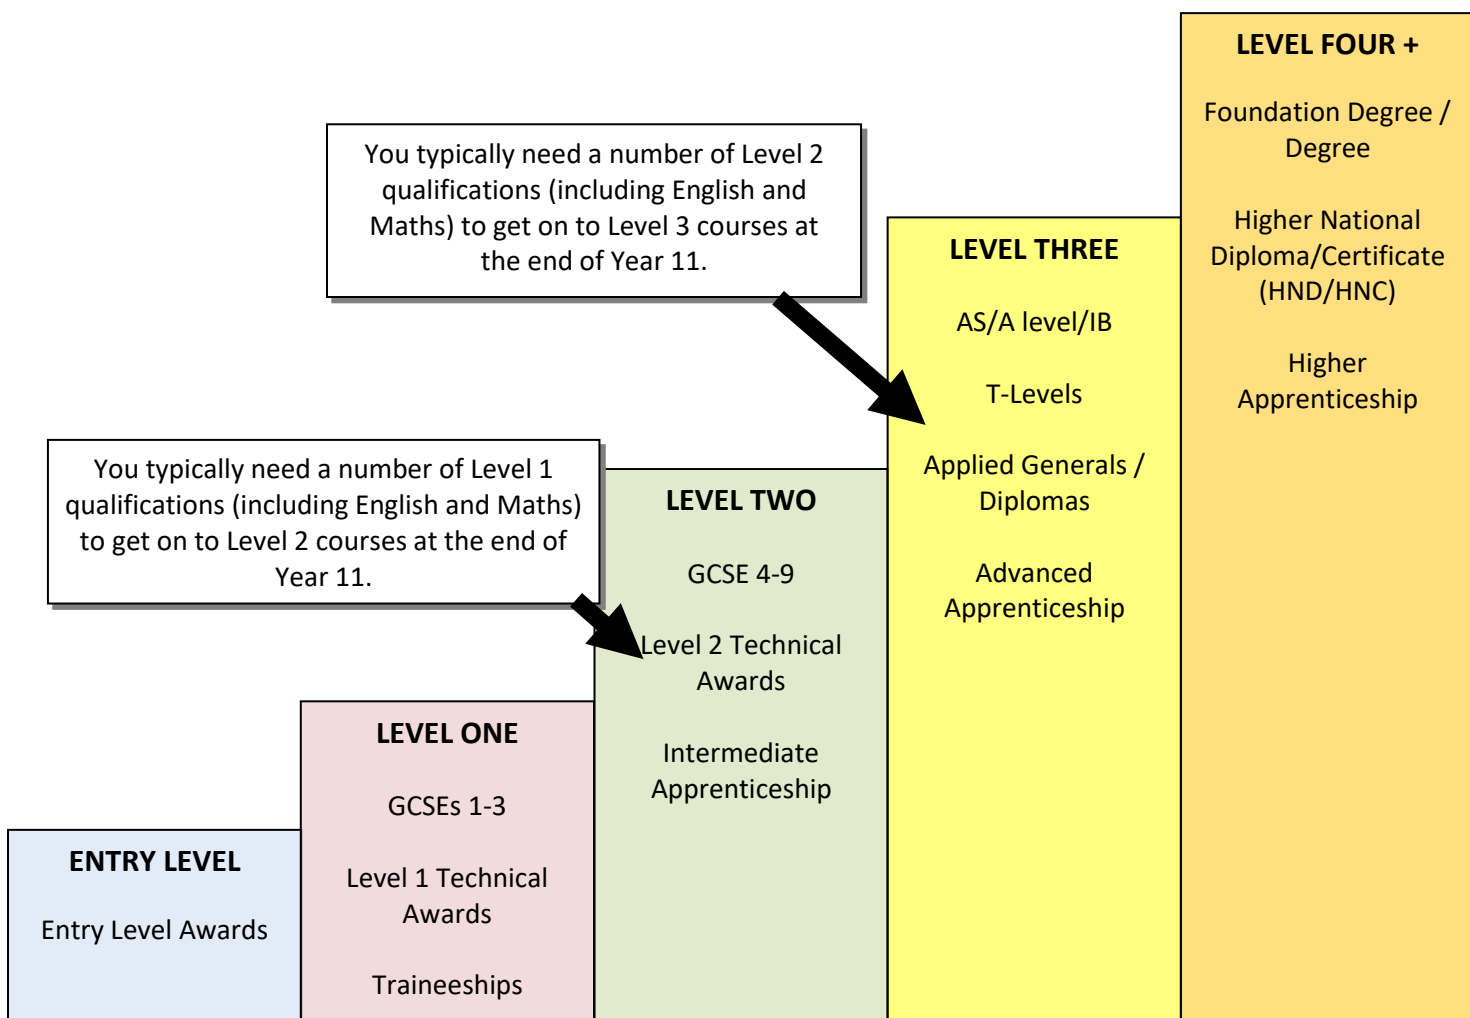 LEVEL FOUR +
Foundation Degree /
Degree
Higher National
Diploma/Certificate
(HND/HNC)
Higher
Apprenticeship
You typically need a number of Level 2
qualifications (including English and
Maths) to get on to Level 3 courses at
the end of Year 11.
LEVEL THREE
AS/A level/IB
T-Levels
Applied Generals /
Diplomas
Advanced
Apprenticeship
You typically need a number of Level 1
qualifications (including English and Maths)
to get on to Level 2 courses at the end of
Year 11.
LEVEL TWO
GCSE 4-9
Level 2 Technical
Awards
Intermediate
Apprenticeship
LEVEL ONE
GCSEs 1-3
Level 1 Technical
Awards
Traineeships
ENTRY LEVEL
Entry Level Awards